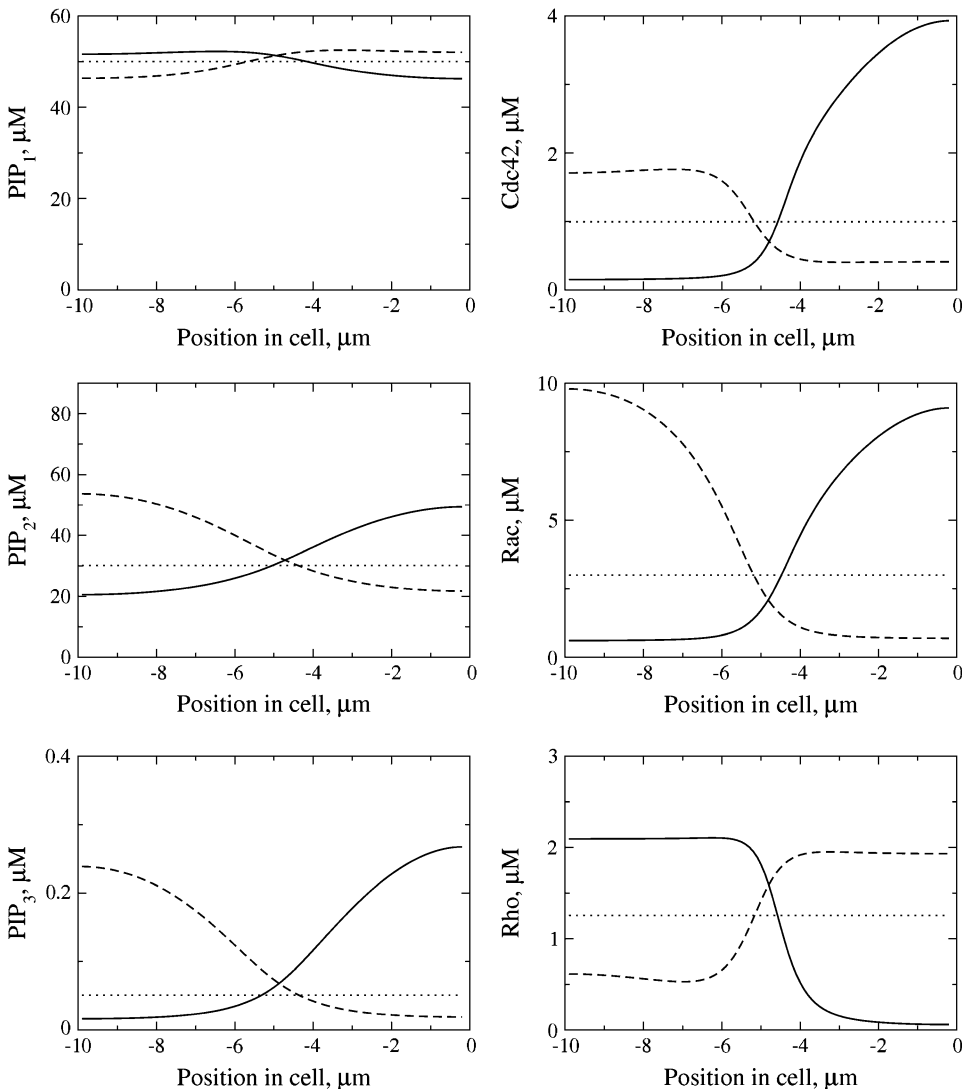 60
40
20
0
PIP1, μM
-10 -8 -6 -4 -2 0
Position in cell, μm
4
2
0
Cdc42, μM
-10 -8 -6 -4 -2 0
Position in cell, μm
80
60
40
20
0
PIP2, μM
-10 -8 -6 -4 -2 0
Position in cell, μm
10
5
0
Rac, μM
-10 -8 -6 -4 -2 0
Position in cell, μm
0.4
0.2
0
PIP3, μM
-10 -8 -6 -4 -2 0
Position in cell, μm
3
2
1
0
Rho, μM
-10 -8 -6 -4 -2 0
Position in cell, μm